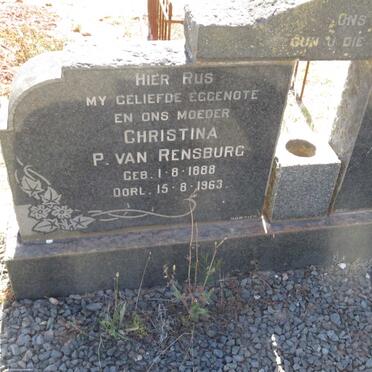 ONS
GUN U DIE
HIER RUS
MY GELIEFDE EGGENOTE
EN ONS MOEDER
CHRISTINA
P. VAN RENSBURG
GEB. 1-8-1888
OORL. 15-8-1963.